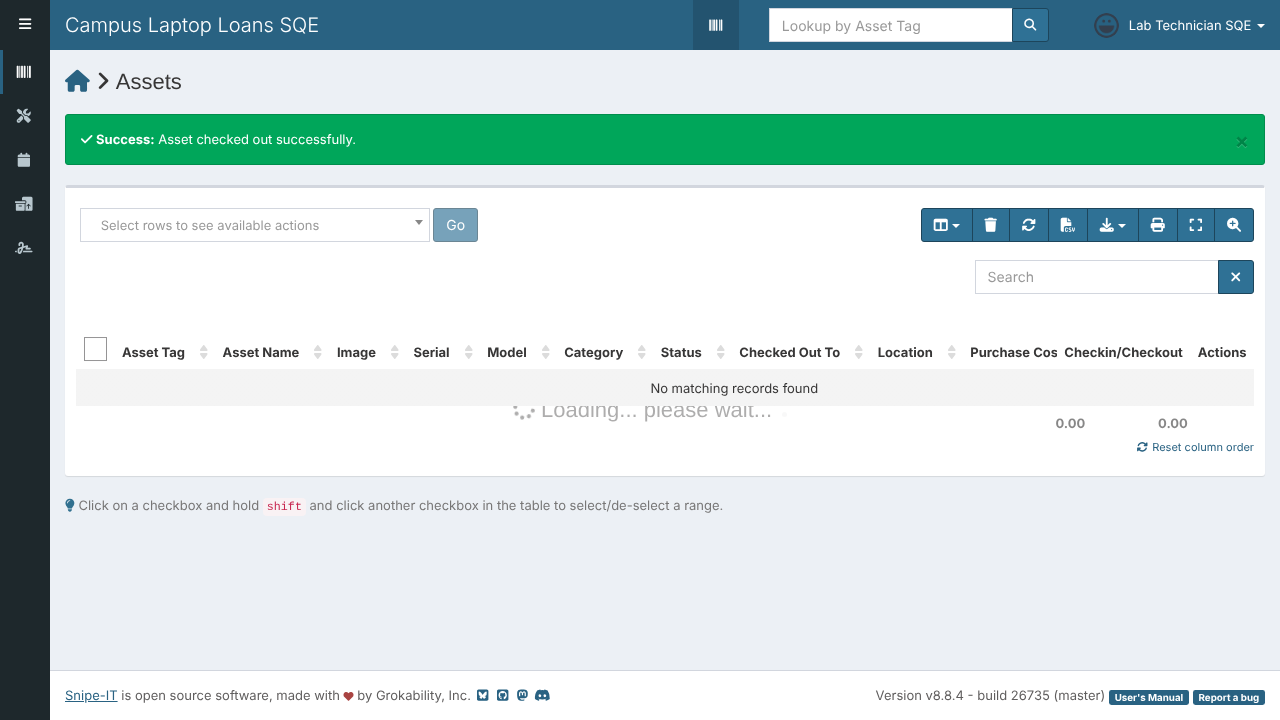 Campus Laptop Loans SQE
Lookup by Asset Tag
Lab Technician SQE
Assets
Success: Asset checked out successfully.
×
Select rows to see available actions
Go
CSV
Search
Asset Tag Asset Name Image Serial Model Category Status Checked Out To Location Purchase Cos Checkin/Checkout Actions
No matching records found
Loading... please wait...
0.00 0.00
Reset column order
Click on a checkbox and hold shift and click another checkbox in the table to select/de-select a range.
Snipe-IT is open source software, made with by Grokability, Inc.
Version v8.8.4 - build 26735 (master) User's Manual Report a bug